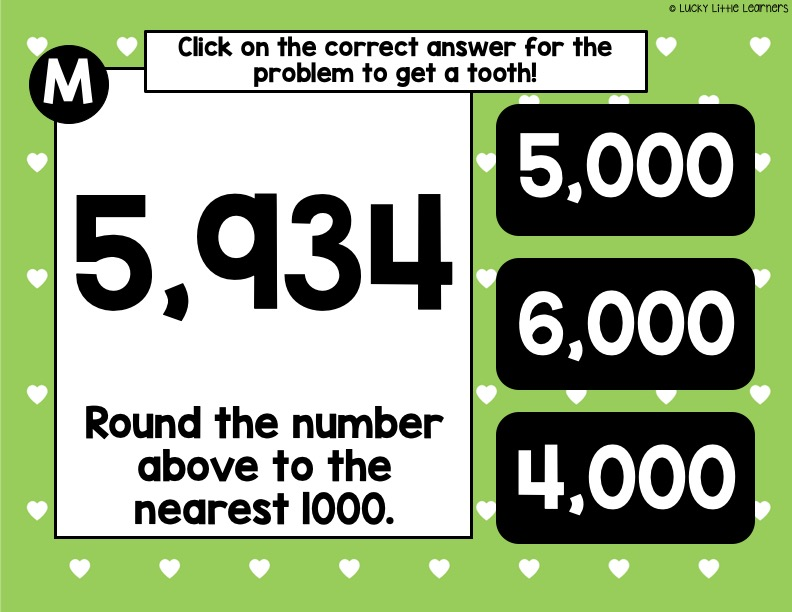 © Lucky Little Learners
Click on the correct answer for the
problem to get a tooth!
M
5,934
Round the number
above to the
nearest 1000.
5,000
6,000
4,000